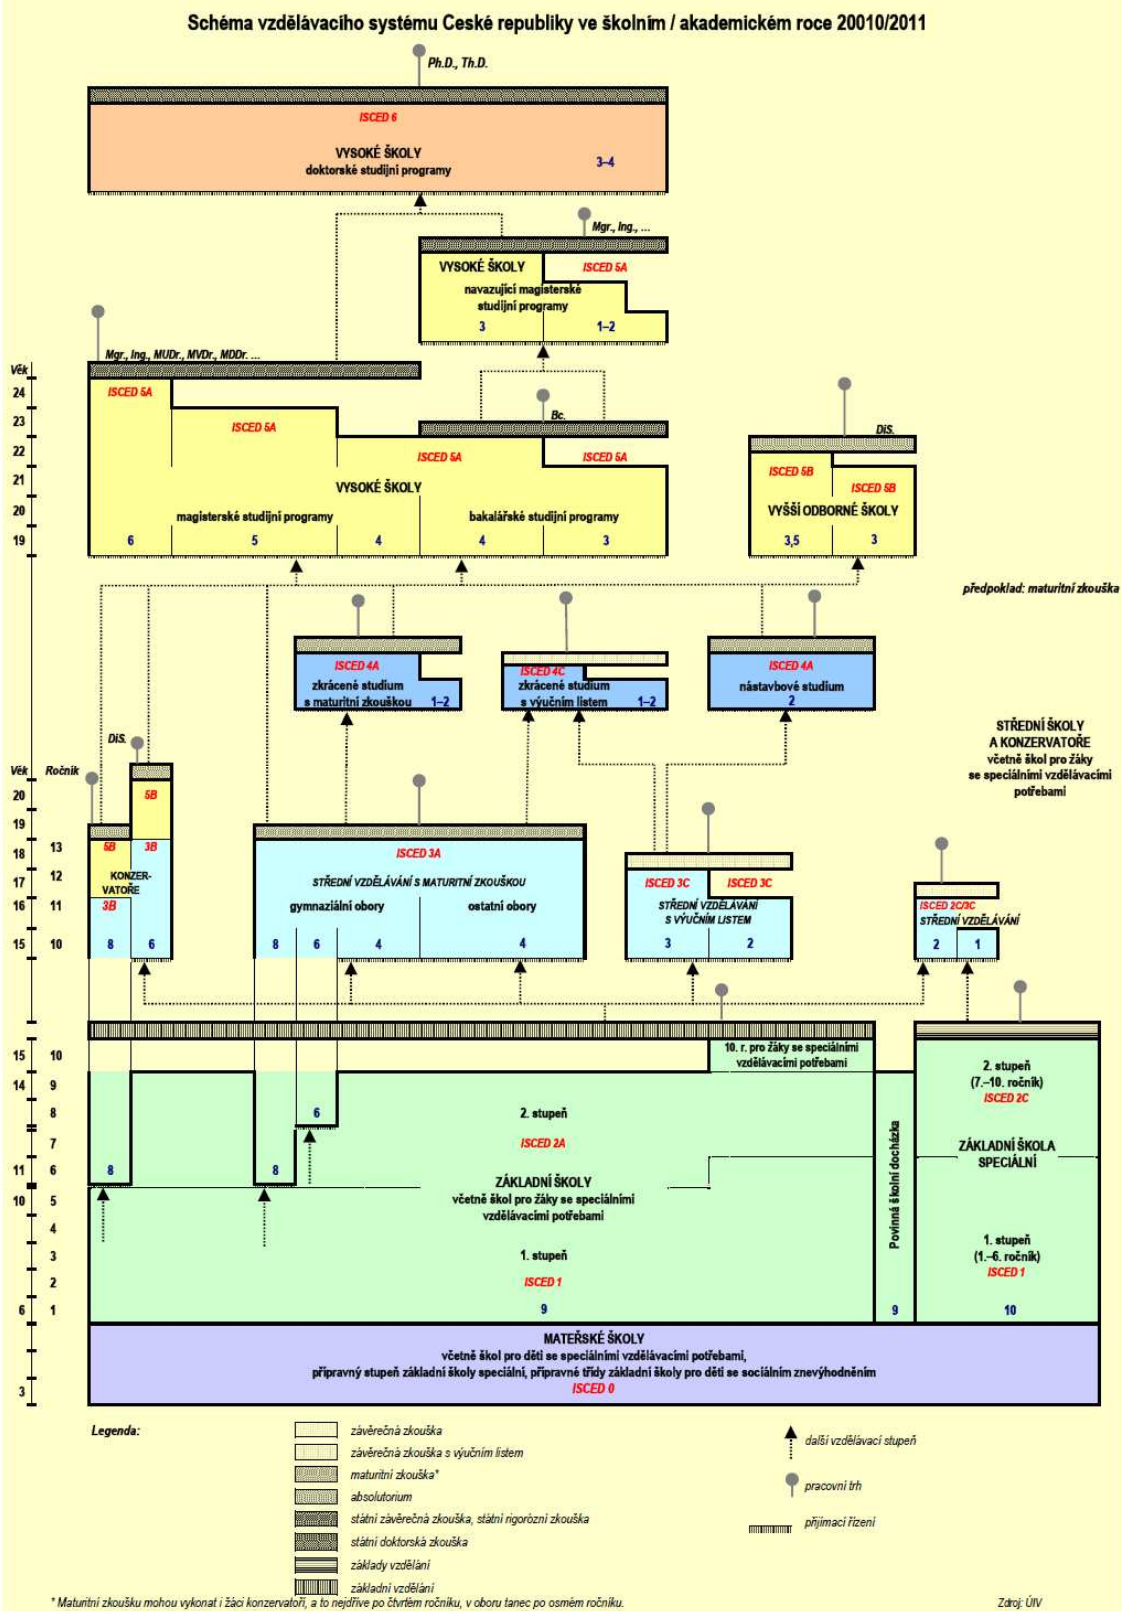 Schéma vzdělávacího systému České republiky ve školním / akademickém roce 20010/2011
Ph.D., Th.D.
ISCED 6
VYSOKÉ ŠKOLY
doktorské studijní programy
3–4
Mgr., Ing., ...
VYSOKÉ ŠKOLY
ISCED 5A
navazující magisterské
studijní programy
3
1–2
Mgr., Ing., MUDr., MVDr., MDDr. ...
Věk
24
23
22
21
20
19
ISCED 5A
ISCED 5A
Bc.
ISCED 5A
ISCED 5A
VYSOKÉ ŠKOLY
magisterské studijní programy
bakalářské studijní programy
6
5
4
4
3
DiS.
ISCED 5B
ISCED 5B
VYŠŠÍ ODBORNÉ ŠKOLY
3,5
3
předpoklad: maturitní zkouška
ISCED 4A
zkrácené studium
s maturitní zkouškou
1–2
ISCED 4C
zkrácené studium
s výučním listem
1–2
ISCED 4A
nástavbové studium
2
STŘEDNÍ ŠKOLY
A KONZERVATOŘE
včetně škol pro žáky
se speciálními vzdělávacími
potřebami
DiS.
Věk
Ročník
20
19
18
13
17
12
16
11
15
10
5B
5B
3B
KONZER-
VATOŘE
3B
8
6
ISCED 3A
STŘEDNÍ VZDĚLÁVÁNÍ S MATURITNÍ ZKOUŠKOU
gymnaziální obory
ostatní obory
8
6
4
4
ISCED 3C
ISCED 3C
STŘEDNÍ VZDĚLÁVÁNÍ
S VÝUČNÍM LISTEM
3
2
ISCED 2C/3C
STŘEDNÍ VZDĚLÁVÁNÍ
2
1
15
10
14
9
8
7
11
6
10
5
4
3
2
6
1
3
10. r. pro žáky se speciálními
vzdělávacími potřebami
6
2. stupeň
ISCED 2A
8
8
ZÁKLADNÍ ŠKOLY
včetně škol pro žáky se speciálními
vzdělávacími potřebami
1. stupeň
ISCED 1
9
Povinná školní docházka
9
2. stupeň
(7.–10. ročník)
ISCED 2C
ZÁKLADNÍ ŠKOLA
SPECIÁLNÍ
1. stupeň
(1.–6. ročník)
ISCED 1
10
MATEŘSKÉ ŠKOLY
včetně škol pro děti se speciálními vzdělávacími potřebami,
přípravný stupeň základní školy speciální, přípravné třídy základní školy pro děti se sociálním znevýhodněním
ISCED 0
Legenda:
závěrečná zkouška
závěrečná zkouška s výučním listem
maturitní zkouška*
absolutorium
státní závěrečná zkouška, státní rigorózní zkouška
státní doktorská zkouška
základy vzdělání
základní vzdělání
další vzdělávací stupeň
pracovní trh
přijímací řízení
* Maturitní zkoušku mohou vykonat i žáci konzervatoří, a to nejdříve po čtvrtém ročníku, v oboru tanec po osmém ročníku.
Zdroj: ÚIV